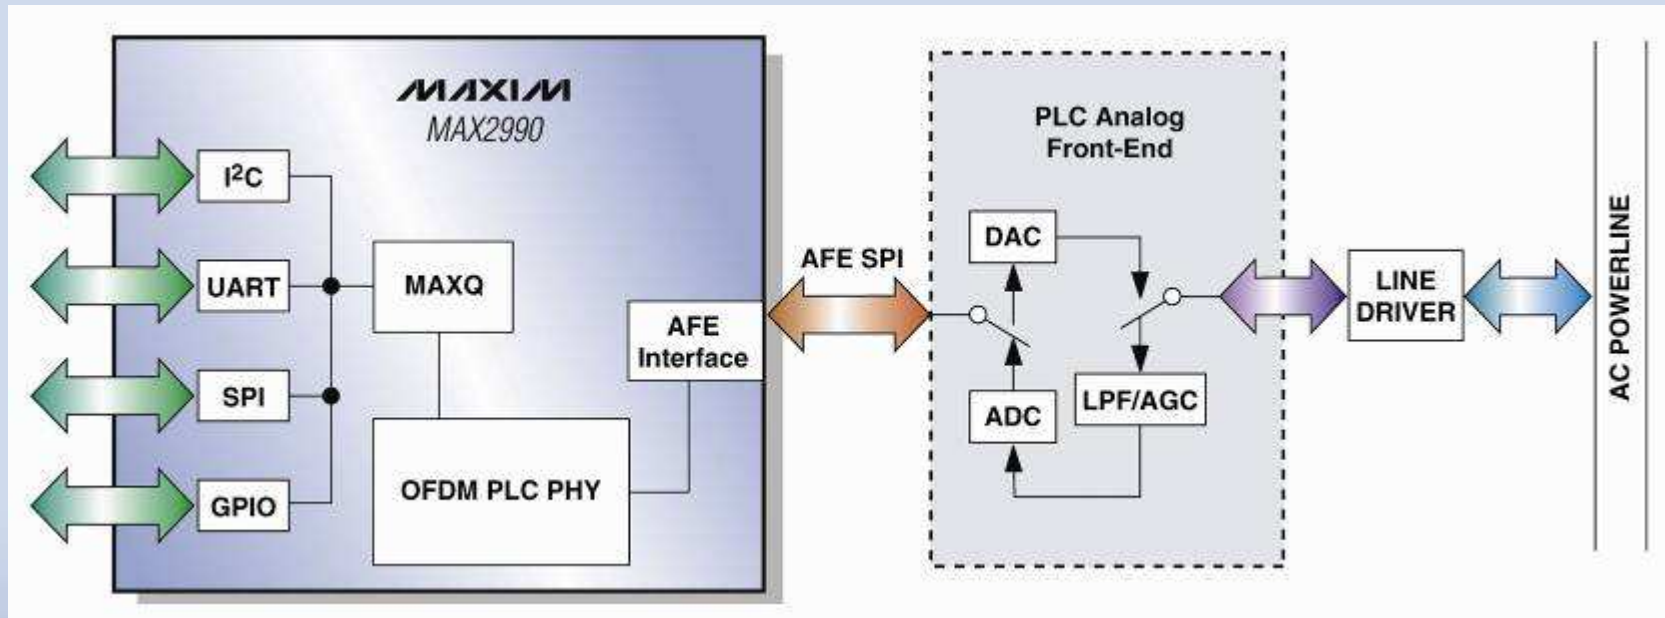 MAXIM
MAX2990
I²C
UART
SPI
GPIO
MAXQ
OFDM PLC PHY
AFE
Interface
AFE SPI
PLC Analog
Front-End
DAC
ADC
LPF/AGC
LINE
DRIVER
AC POWERLINE